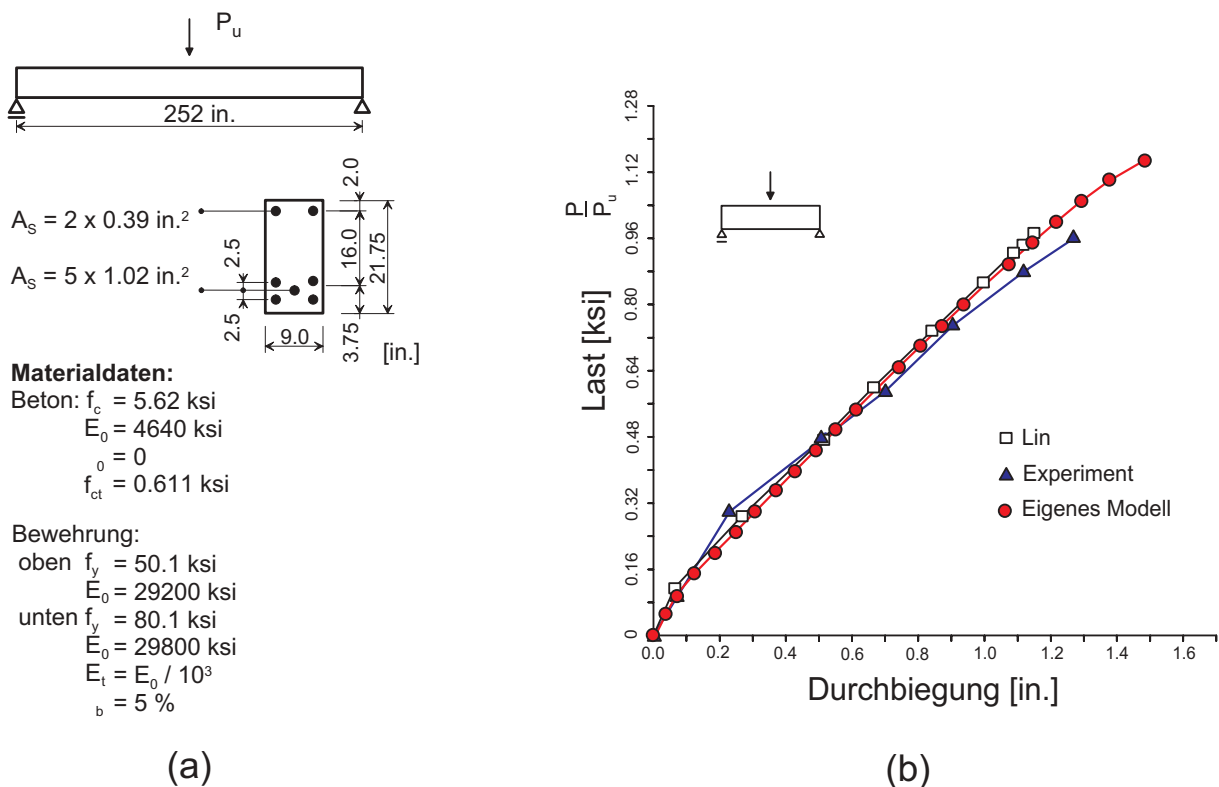 P_u
252 in.
2.0
A_S = 2 x 0.39 in.²
2.5
16.0
21.75
A_S = 5 x 1.02 in.²
2.5
9.0
3.75
[in.]
Materialdaten:
Beton: f_c = 5.62 ksi
E_0 = 4640 ksi
_0 = 0
f_ct = 0.611 ksi
Bewehrung:
oben f_y = 50.1 ksi
E_0 = 29200 ksi
unten f_y = 80.1 ksi
E_0 = 29800 ksi
E_t = E_0 / 10³
_b = 5 %
(a)
Last [ksi] P/P_u
1.28
1.12
0.96
0.80
0.64
0.48
0.32
0.16
0
0.0 0.2 0.4 0.6 0.8 1.0 1.2 1.4 1.6
Durchbiegung [in.]
Lin
Experiment
Eigenes Modell
(b)